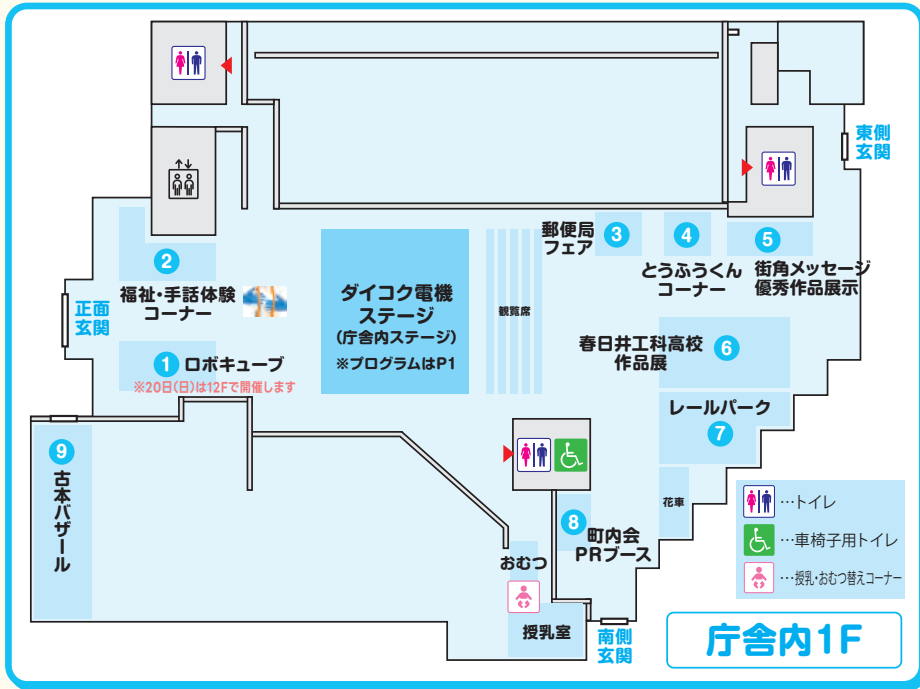 東側
玄関
郵便局
フェア
3
4
とうふうくん
コーナー
5
街角メッセージ
優秀作品展示
2
福祉・手話体験
コーナー
正面
玄関
ダイコク電機
ステージ
(庁舎内ステージ)
※プログラムはP1
観覧席
1 ロボキューブ
※20日(日)は12Fで開催します
春日井工科高校
作品展
6
レールパーク
7
9
古本バザール
花車
8
町内会
PRブース
おむつ
授乳室
南側
玄関
…トイレ
…車椅子用トイレ
…授乳・おむつ替えコーナー
庁舎内1F